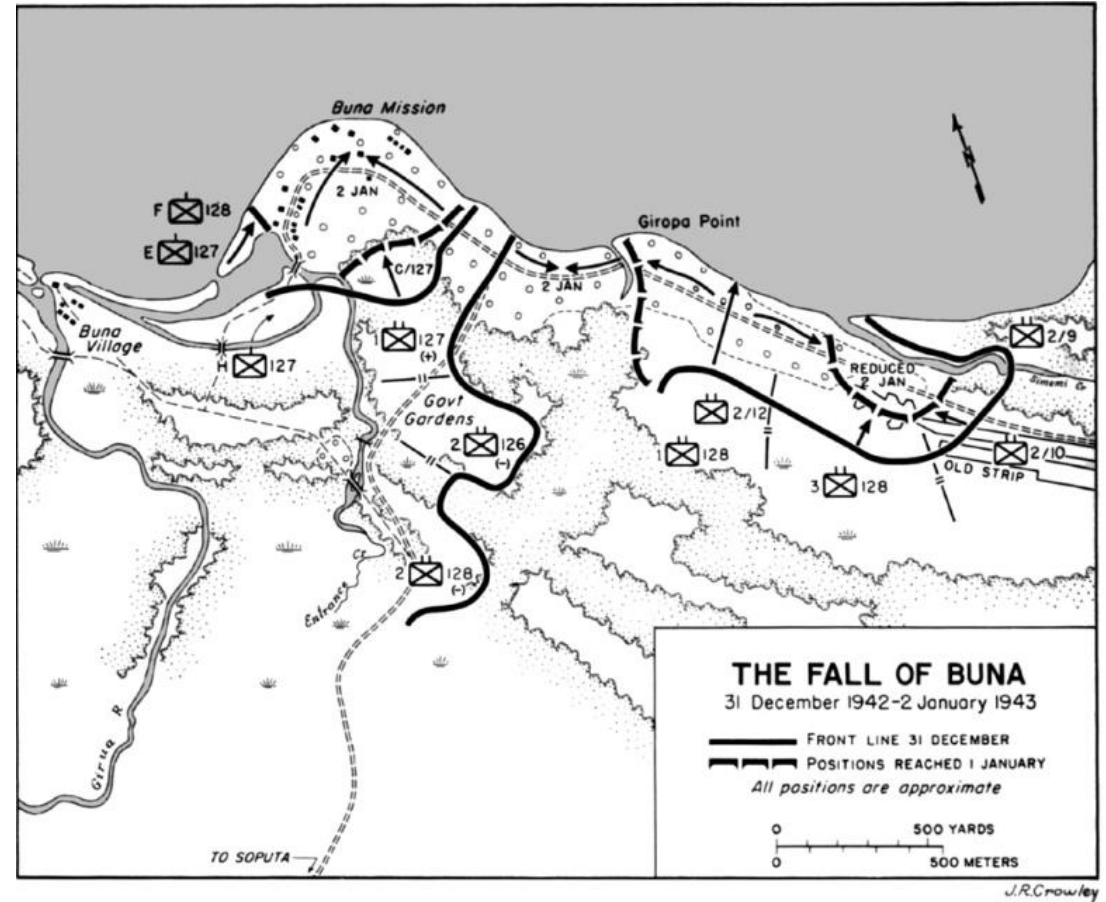 Buna Mission
2 JAN
F 128
E 127
Giropa Point
C/127
2 JAN
Buna
Village
H 127
1 127
(+)
Govt
Gardens
2 126
(-)
2/9
Simemi Cr
REDUCED
2 JAN
2/12
1 128
3 128
2/10
OLD STRIP
2 128
(-)
Entrance Cr
Girua R
TO SOPUTA
N
THE FALL OF BUNA
31 December 1942-2 January 1943
FRONT LINE 31 DECEMBER
POSITIONS REACHED 1 JANUARY
All positions are approximate
0 500 YARDS
0 500 METERS
J.R.Crowley